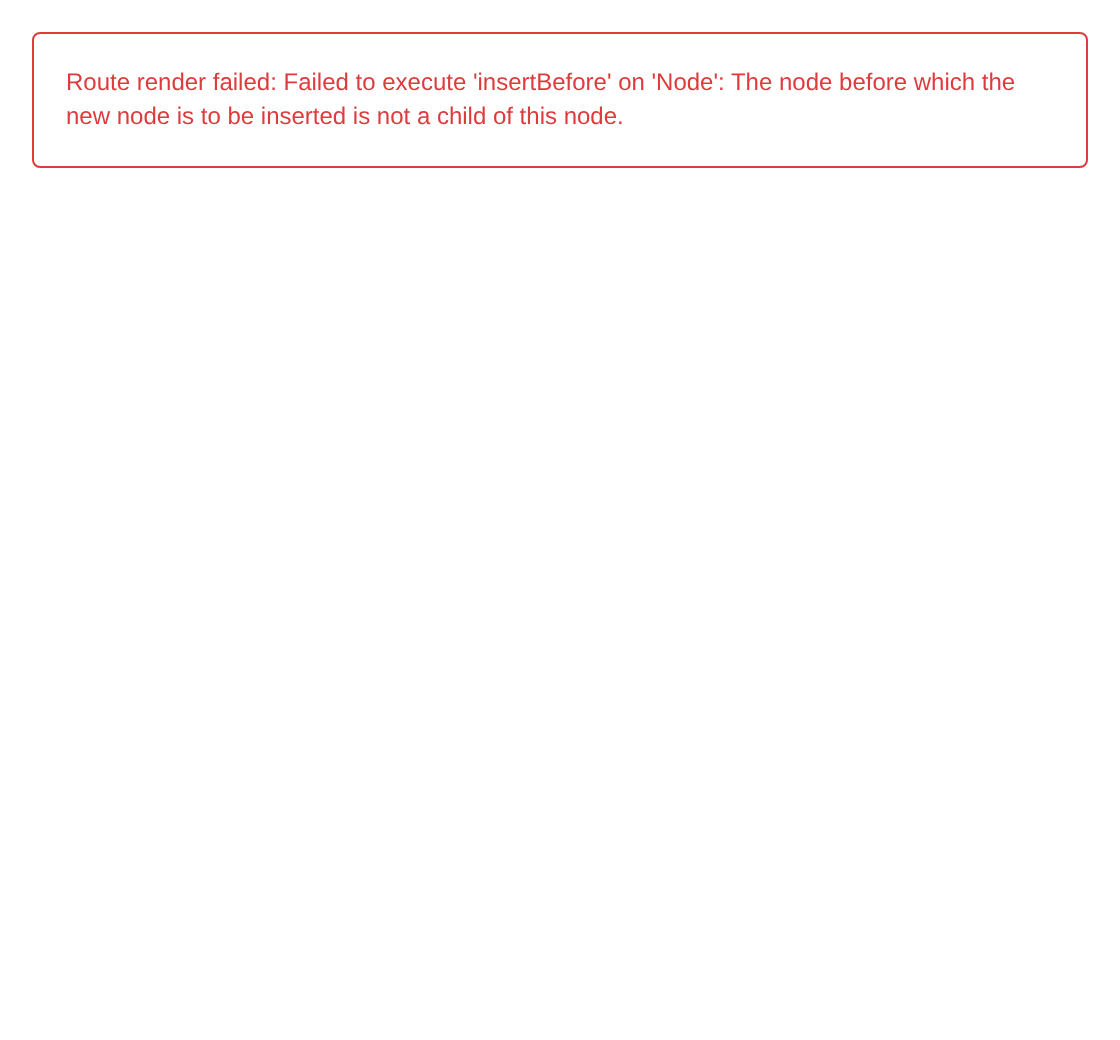 Route render failed: Failed to execute 'insertBefore' on 'Node': The node before which the
new node is to be inserted is not a child of this node.